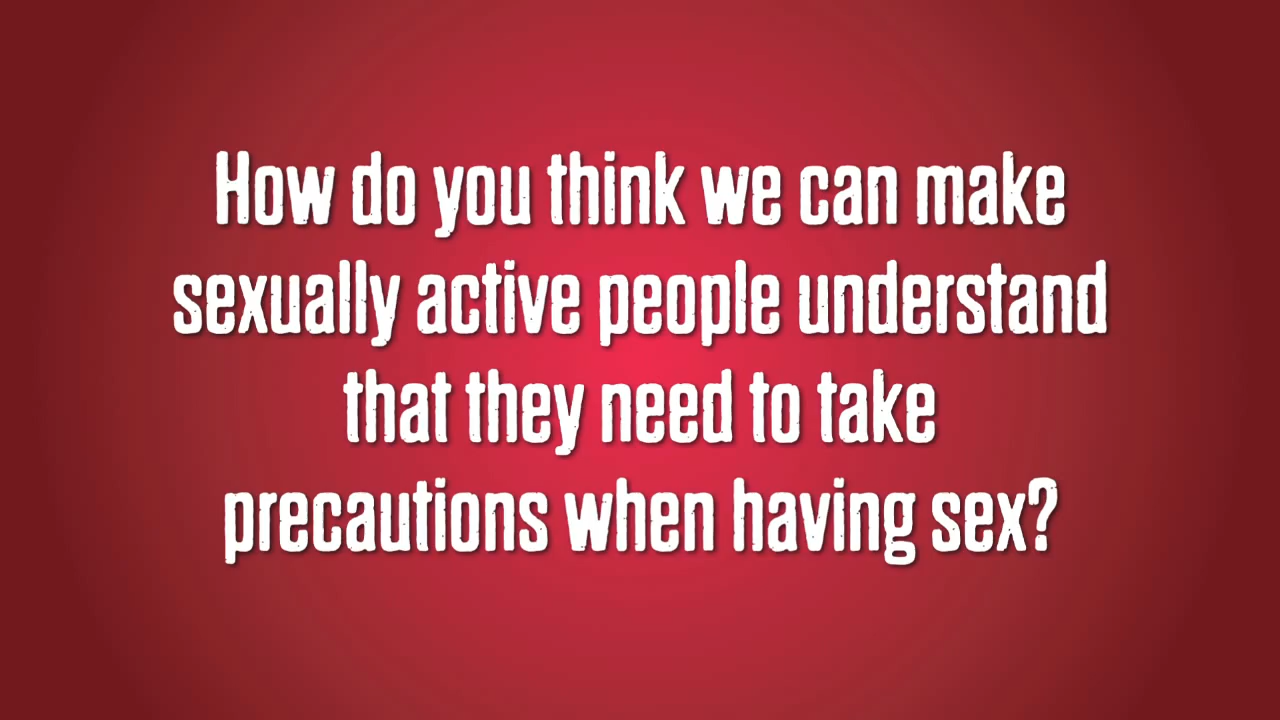 How do you think we can make
sexually active people understand
that they need to take
precautions when having sex?